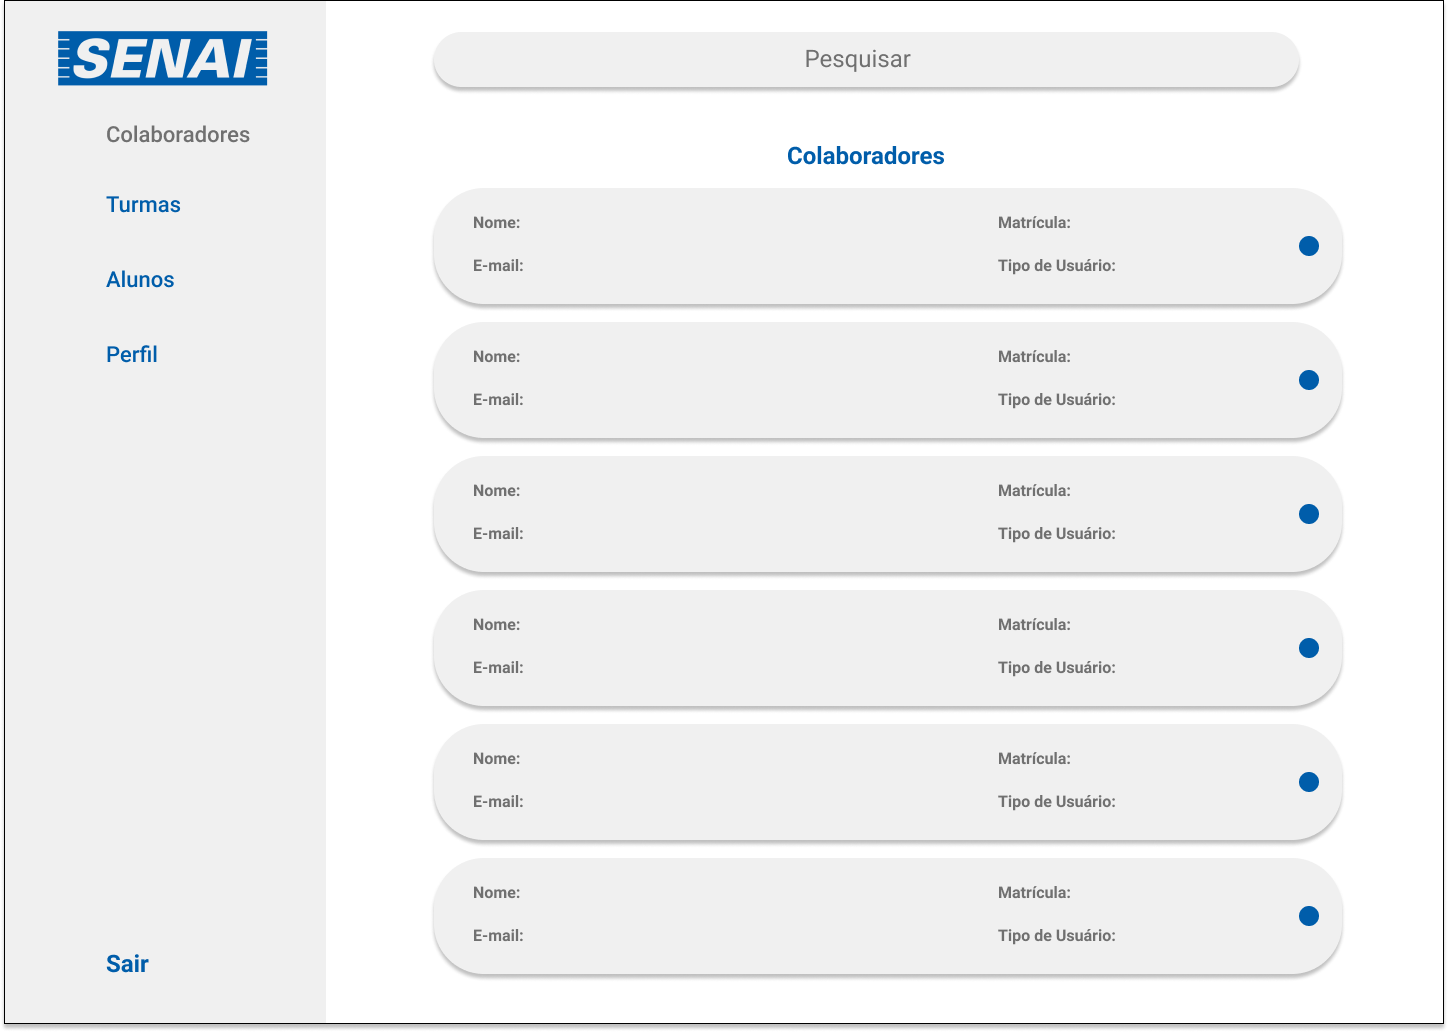 SENAI
Colaboradores
Turmas
Alunos
Perfil
Sair
Pesquisar
Colaboradores
Nome: Matrícula:
E-mail: Tipo de Usuário:
Nome: Matrícula:
E-mail: Tipo de Usuário:
Nome: Matrícula:
E-mail: Tipo de Usuário:
Nome: Matrícula:
E-mail: Tipo de Usuário:
Nome: Matrícula:
E-mail: Tipo de Usuário:
Nome: Matrícula:
E-mail: Tipo de Usuário: